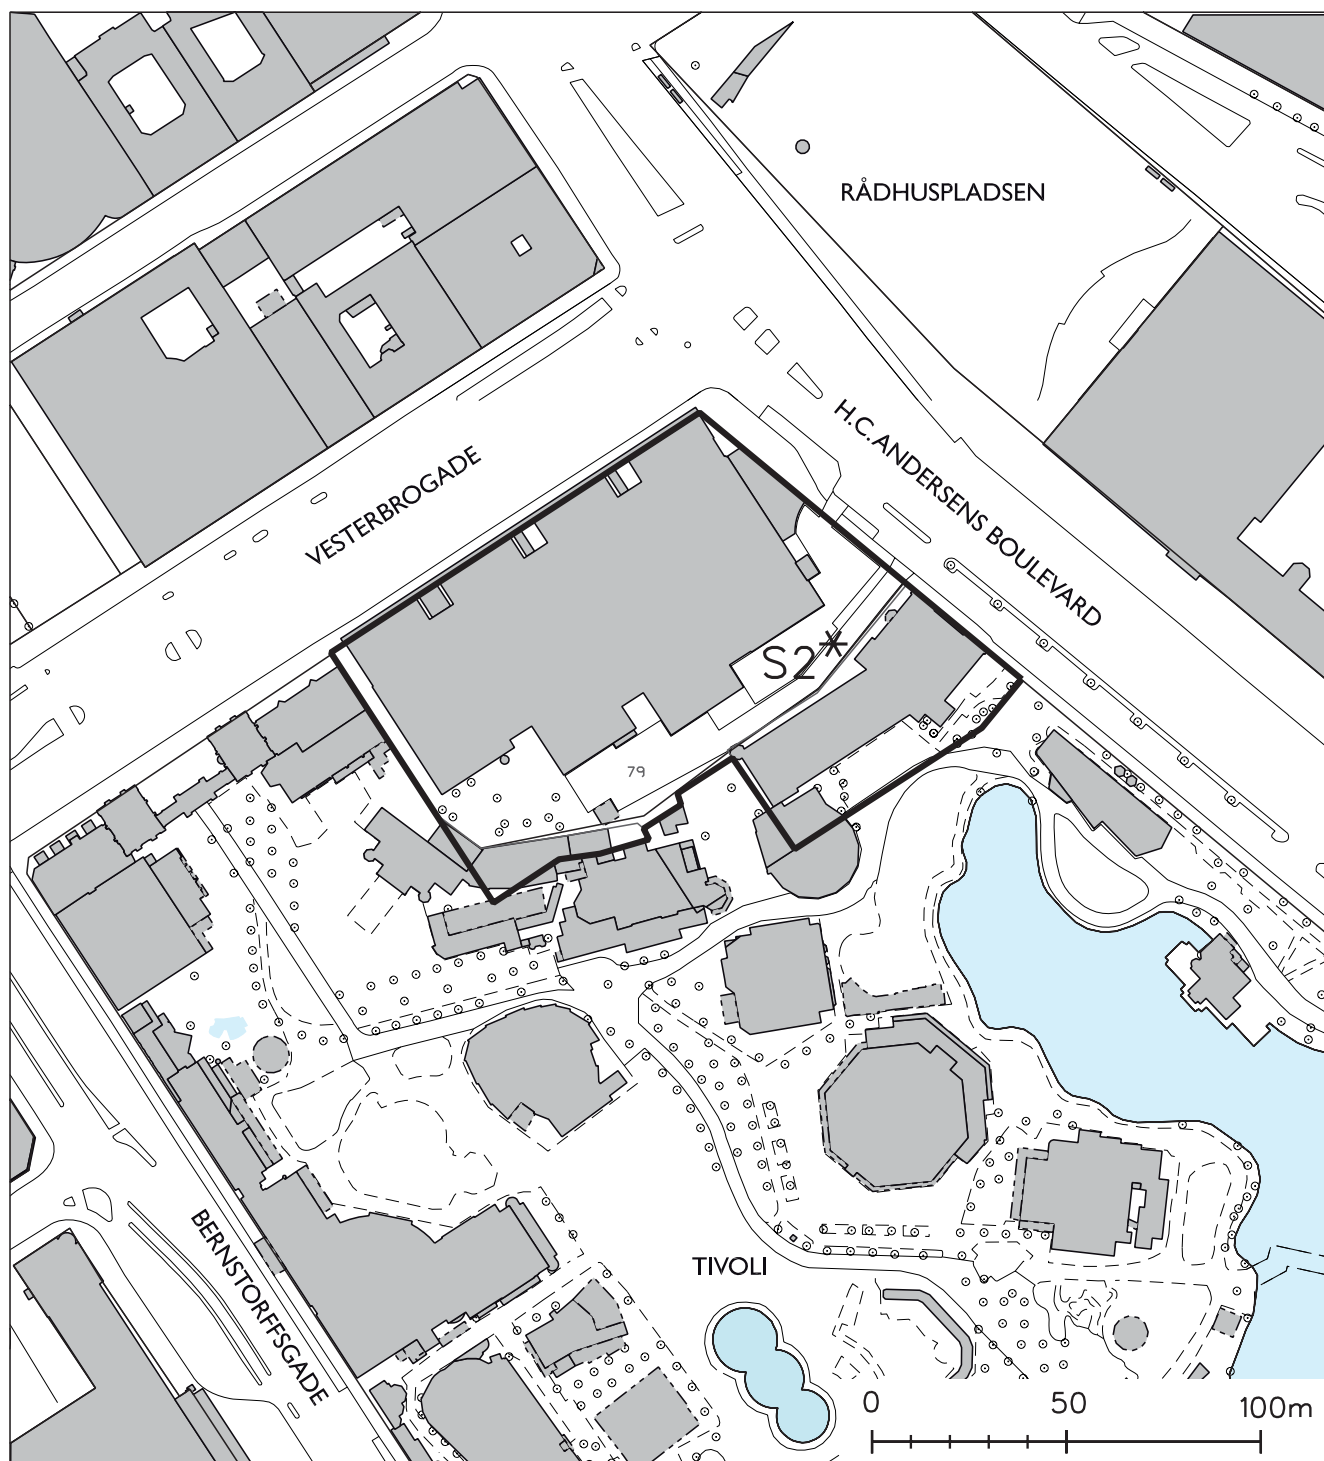 RÅDHUSPLADSEN
H.C. ANDERSENS BOULEVARD
VESTERBROGADE
S2*
79
BERNSTORFFSGADE
TIVOLI
0 50 100m